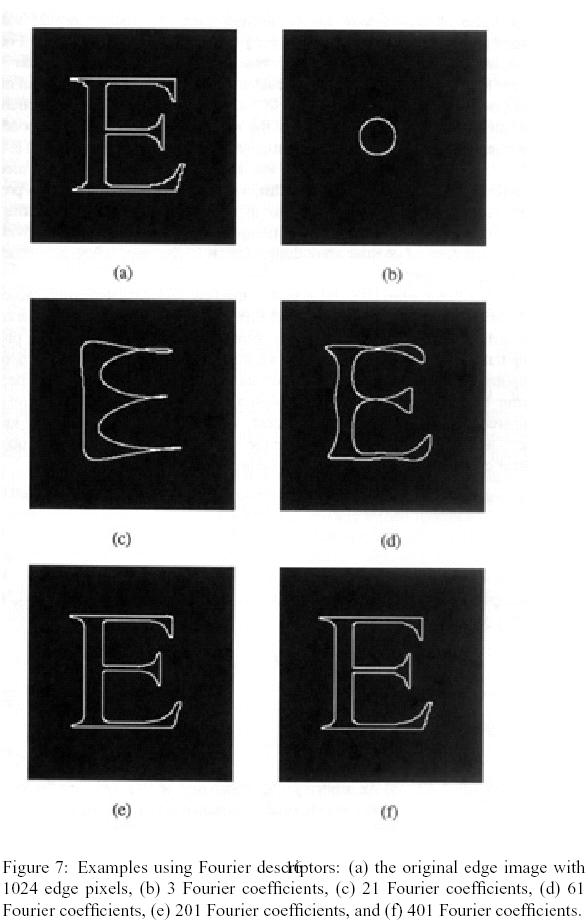 (a)
(b)
(c)
(d)
(e)
(f)
Figure 7: Examples using Fourier descriptors: (a) the original edge image with
1024 edge pixels, (b) 3 Fourier coefficients, (c) 21 Fourier coefficients, (d) 61
Fourier coefficients, (e) 201 Fourier coefficients, and (f) 401 Fourier coefficients.